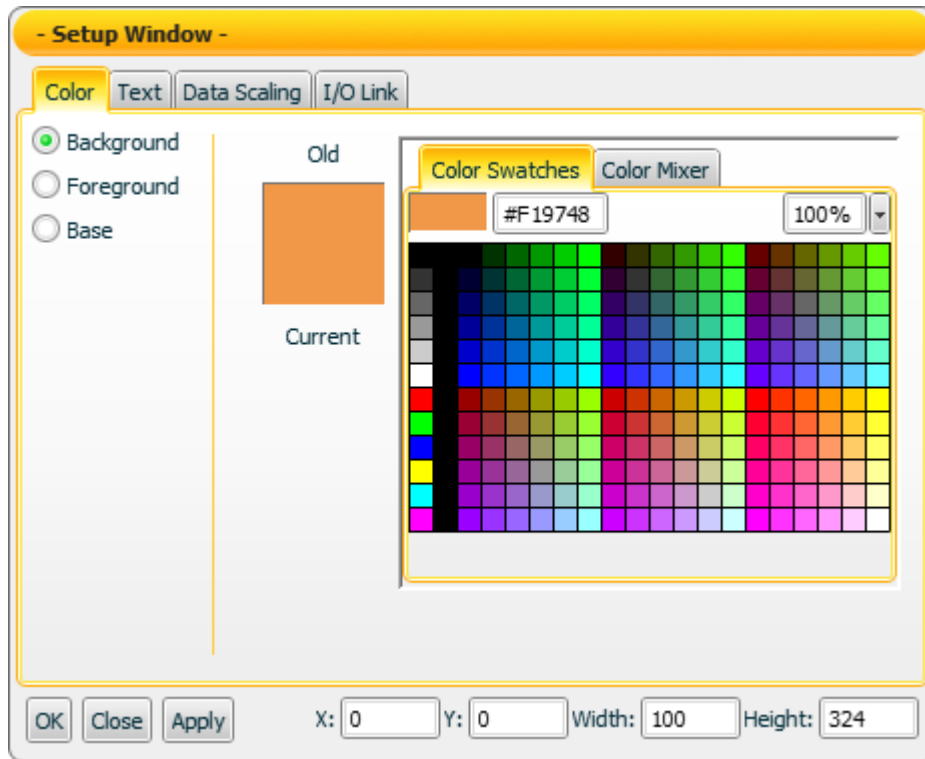 - Setup Window -
Color Text Data Scaling I/O Link
Background
Foreground
Base
Old
Current
Color Swatches Color Mixer
#F19748 100%
OK Close Apply X: 0 Y: 0 Width: 100 Height: 324